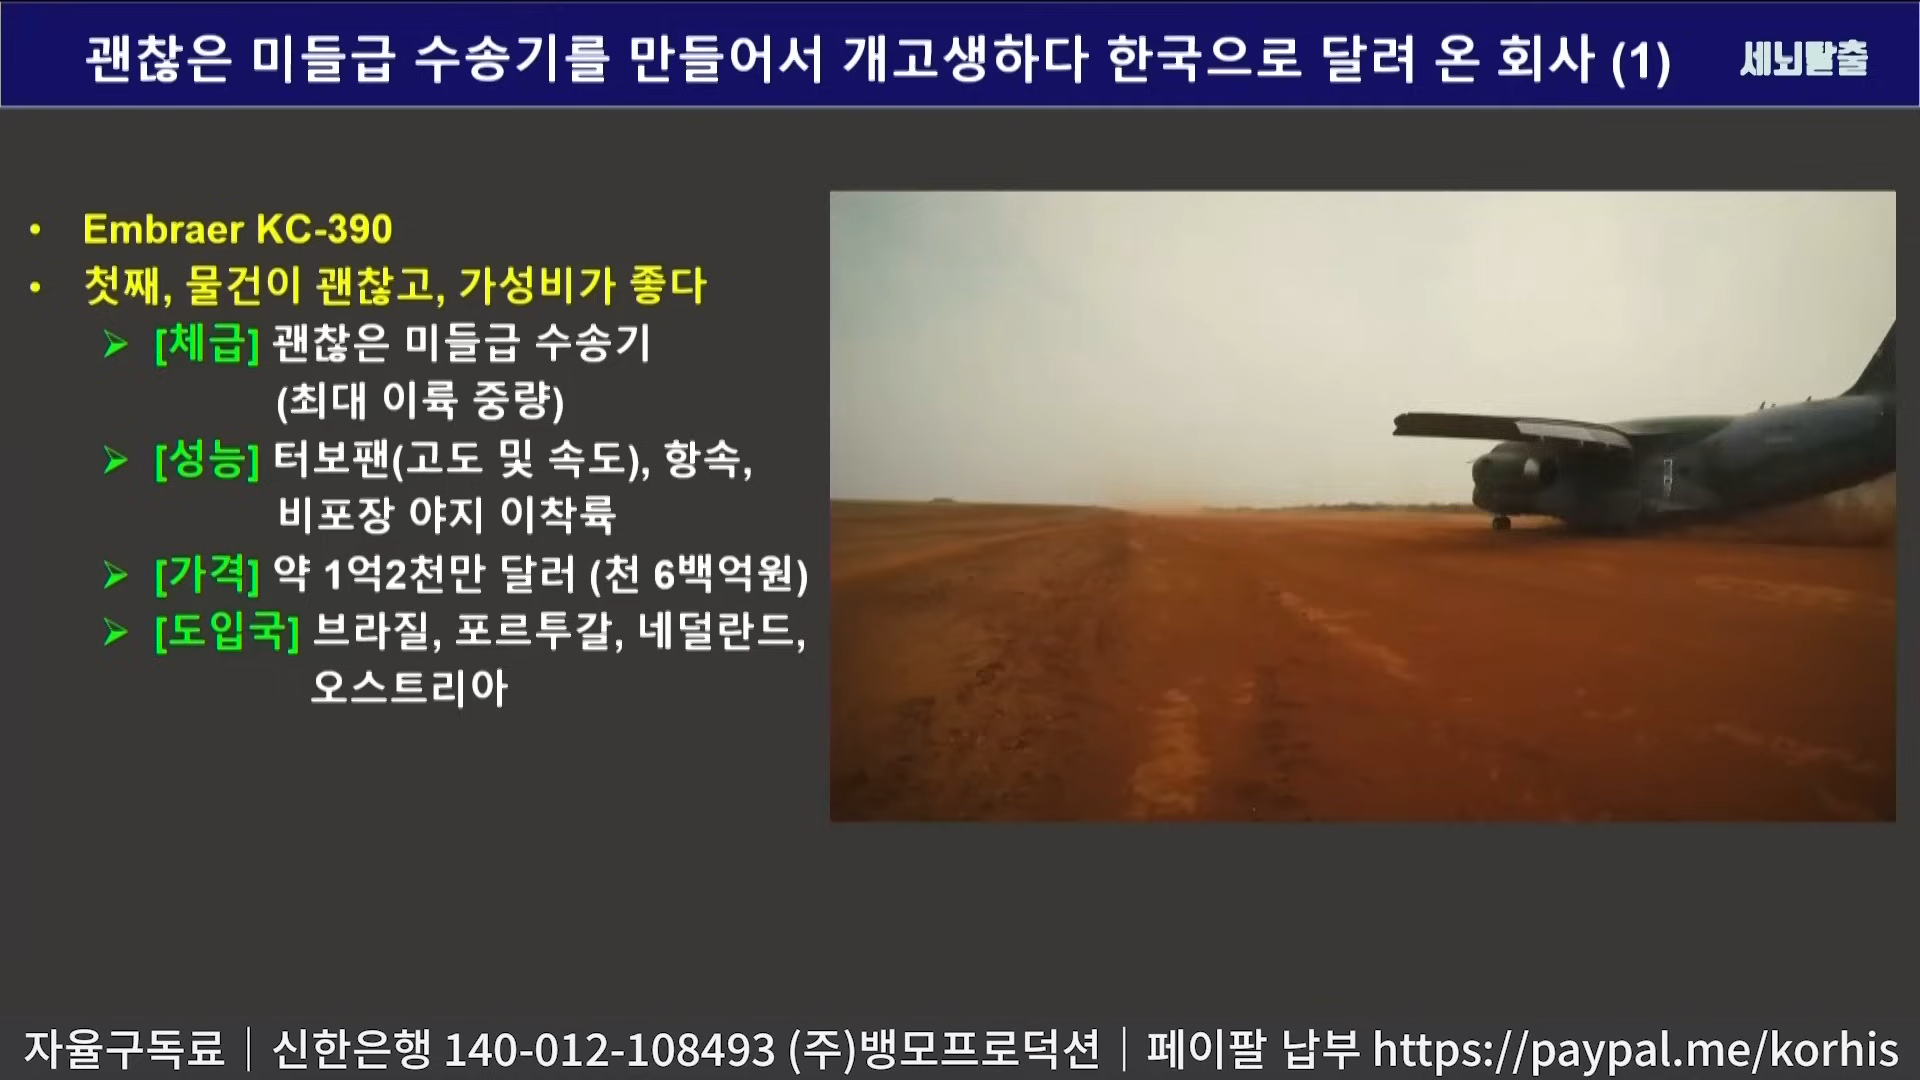 괜찮은 미들급 수송기를 만들어서 개고생하다 한국으로 달려 온 회사 (1)
세뇌탈출
• Embraer KC-390
• 첫째, 물건이 괜찮고, 가성비가 좋다
➢ [체급] 괜찮은 미들급 수송기
(최대 이륙 중량)
➢ [성능] 터보팬(고도 및 속도), 항속,
비포장 야지 이착륙
➢ [가격] 약 1억2천만 달러 (천 6백억원)
➢ [도입국] 브라질, 포르투갈, 네덜란드,
오스트리아
자율구독료│신한은행 140-012-108493 (주)뱅모프로덕션│페이팔 납부 https://paypal.me/korhis